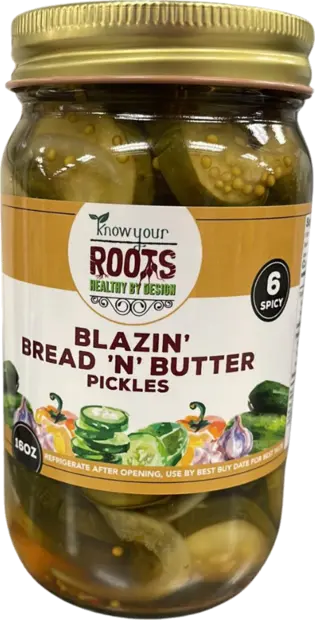 Know your
ROOTS
HEALTHY BY DESIGN
6
SPICY
BLAZIN'
BREAD 'N' BUTTER
PICKLES
16OZ
REFRIGERATE AFTER OPENING, USE BY BEST BUY DATE FOR